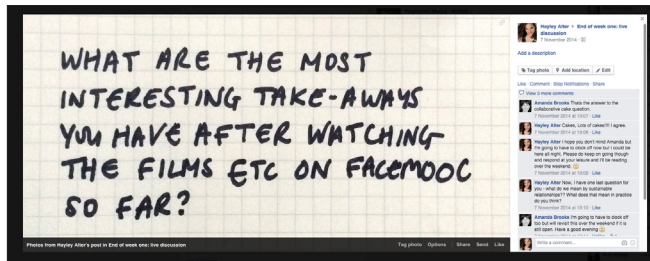 WHAT ARE THE MOST
INTERESTING TAKE-AWAYS
YOU HAVE AFTER WATCHING
THE FILMS ETC ON FACEMOOC
SO FAR?
Photos from Hayley Alter's post in End of week one: live discussion
Tag photo Options Share Send Like
Hayley Alter ▸ End of week one: live
discussion
7 November 2014
Add a description
Tag photo Add location Edit
Like · Comment · Stop Notifications · Share
View 3 more comments
Amanda Brooks Thats the answer to the
collaborative cake question.
7 November 2014 at 19:07 · Like
Hayley Alter Cakes, Lots of cakes!!!! I agree.
7 November 2014 at 19:08 · Like
Hayley Alter I hope you don't mind Amanda but
I'm going to have to clock off now but I could be
here all night. Please do keep on going though
and respond at your leisure and I'll be reading
over the weekend.
7 November 2014 at 19:09 · Like
Hayley Alter Now, I have one last question for
you - what do we mean by sustainable
relationships?? What does that mean in practice
do you think?
7 November 2014 at 19:10 · Like
Amanda Brooks I'm going to have to clock off
too but will revisit this over the weekend if it is
still open. Have a good evening
Write a comment...